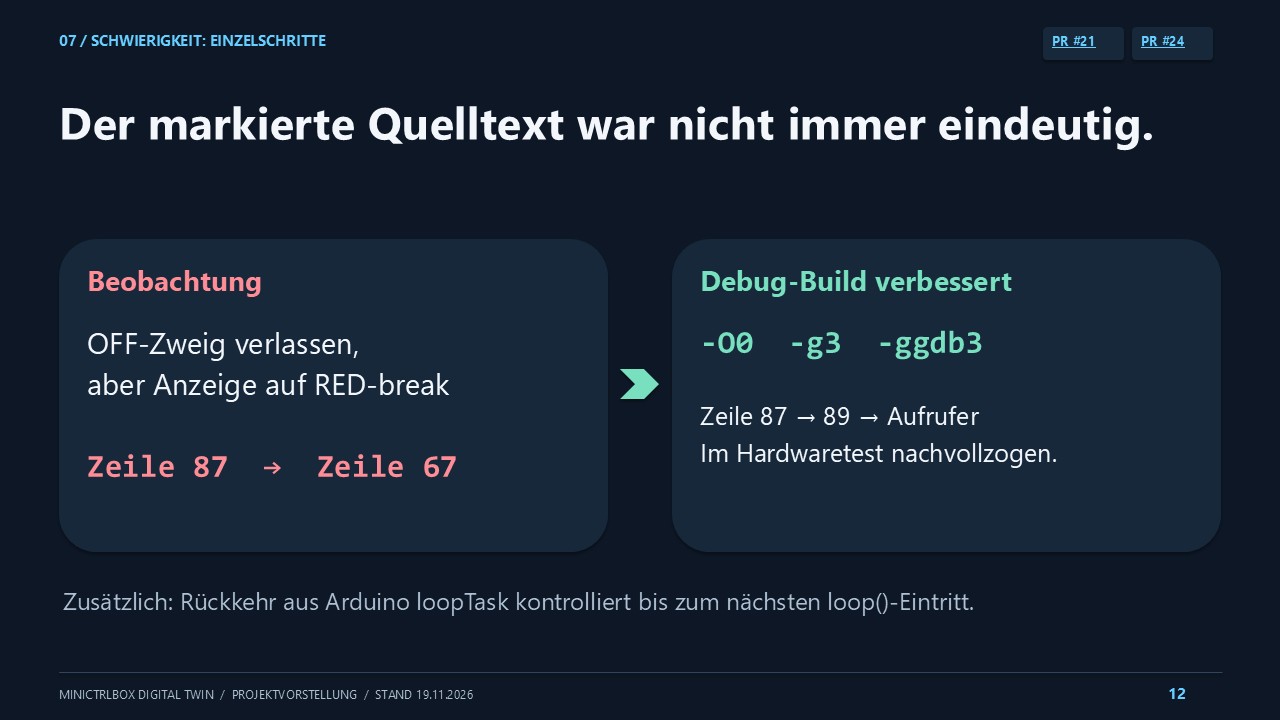 07 / SCHWIERIGKEIT: EINZELSCHRITTE
PR #21
PR #24
Der markierte Quelltext war nicht immer eindeutig.
Beobachtung
OFF-Zweig verlassen,
aber Anzeige auf RED-break
Zeile 87 → Zeile 67
Debug-Build verbessert
-O0 -g3 -ggdb3
Zeile 87 → 89 → Aufrufer
Im Hardwaretest nachvollzogen.
Zusätzlich: Rückkehr aus Arduino loopTask kontrolliert bis zum nächsten loop()-Eintritt.
MINICTRLBOX DIGITAL TWIN / PROJEKTVORSTELLUNG / STAND 19.11.2026
12